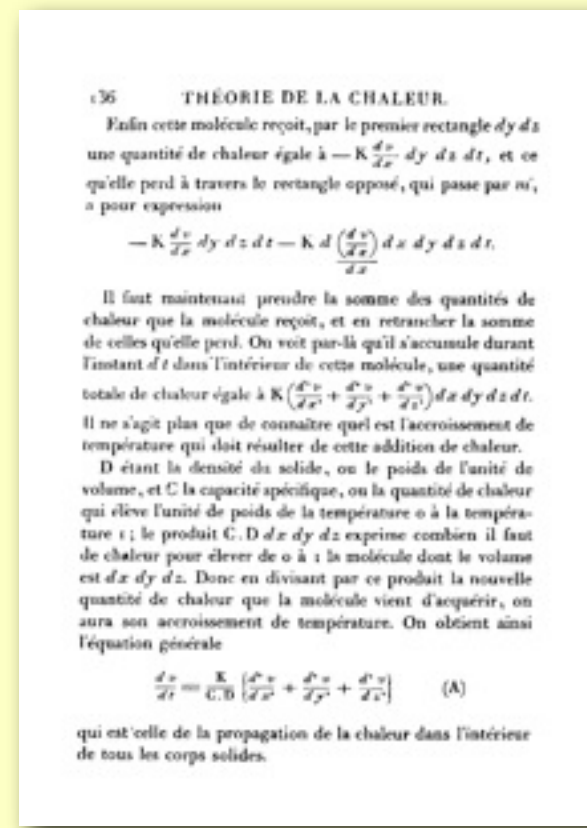 136 THÉORIE DE LA CHALEUR.
Enfin cette molécule reçoit, par le premier rectangle dy dz
une quantité de chaleur égale à — K dv/dx dy dz dt, et ce
qu'elle perd à travers le rectangle opposé, qui passe par m',
a pour expression
— K dv/dx dy dz dt — K d(dv/dx)/dx dx dy dz dt.
Il faut maintenant prendre la somme des quantités de
chaleur que la molécule reçoit, et en retrancher la somme
de celles qu'elle perd. On voit par-là qu'il s'accumule durant
l'instant dt dans l'intérieur de cette molécule, une quantité
totale de chaleur égale à K(d²v/dx² + d²v/dy² + d²v/dz²) dx dy dz dt.
Il ne s'agit plus que de connaître quel est l'accroissement de
température qui doit résulter de cette addition de chaleur.
D étant la densité du solide, ou le poids de l'unité de
volume, et C la capacité spécifique, ou la quantité de chaleur
qui élève l'unité de poids de la température 0 à la tempéra-
ture 1; le produit C.D dx dy dz exprime combien il faut
de chaleur pour élever de 0 à 1 la molécule dont le volume
est dx dy dz. Donc en divisant par ce produit la nouvelle
quantité de chaleur que la molécule vient d'acquérir, on
aura son accroissement de température. On obtient ainsi
l'équation générale
dv/dt = K/C.D {d²v/dx² + d²v/dy² + d²v/dz²} (A)
qui est celle de la propagation de la chaleur dans l'intérieur
de tous les corps solides.